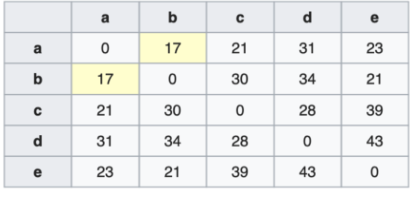 a b c d e
a 0 17 21 31 23
b 17 0 30 34 21
c 21 30 0 28 39
d 31 34 28 0 43
e 23 21 39 43 0